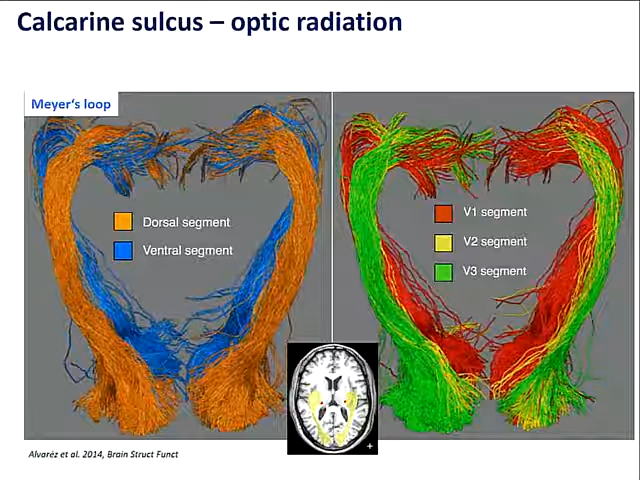 Calcarine sulcus – optic radiation
Meyer's loop
Dorsal segment
Ventral segment
V1 segment
V2 segment
V3 segment
Alvaréz et al. 2014, Brain Struct Funct